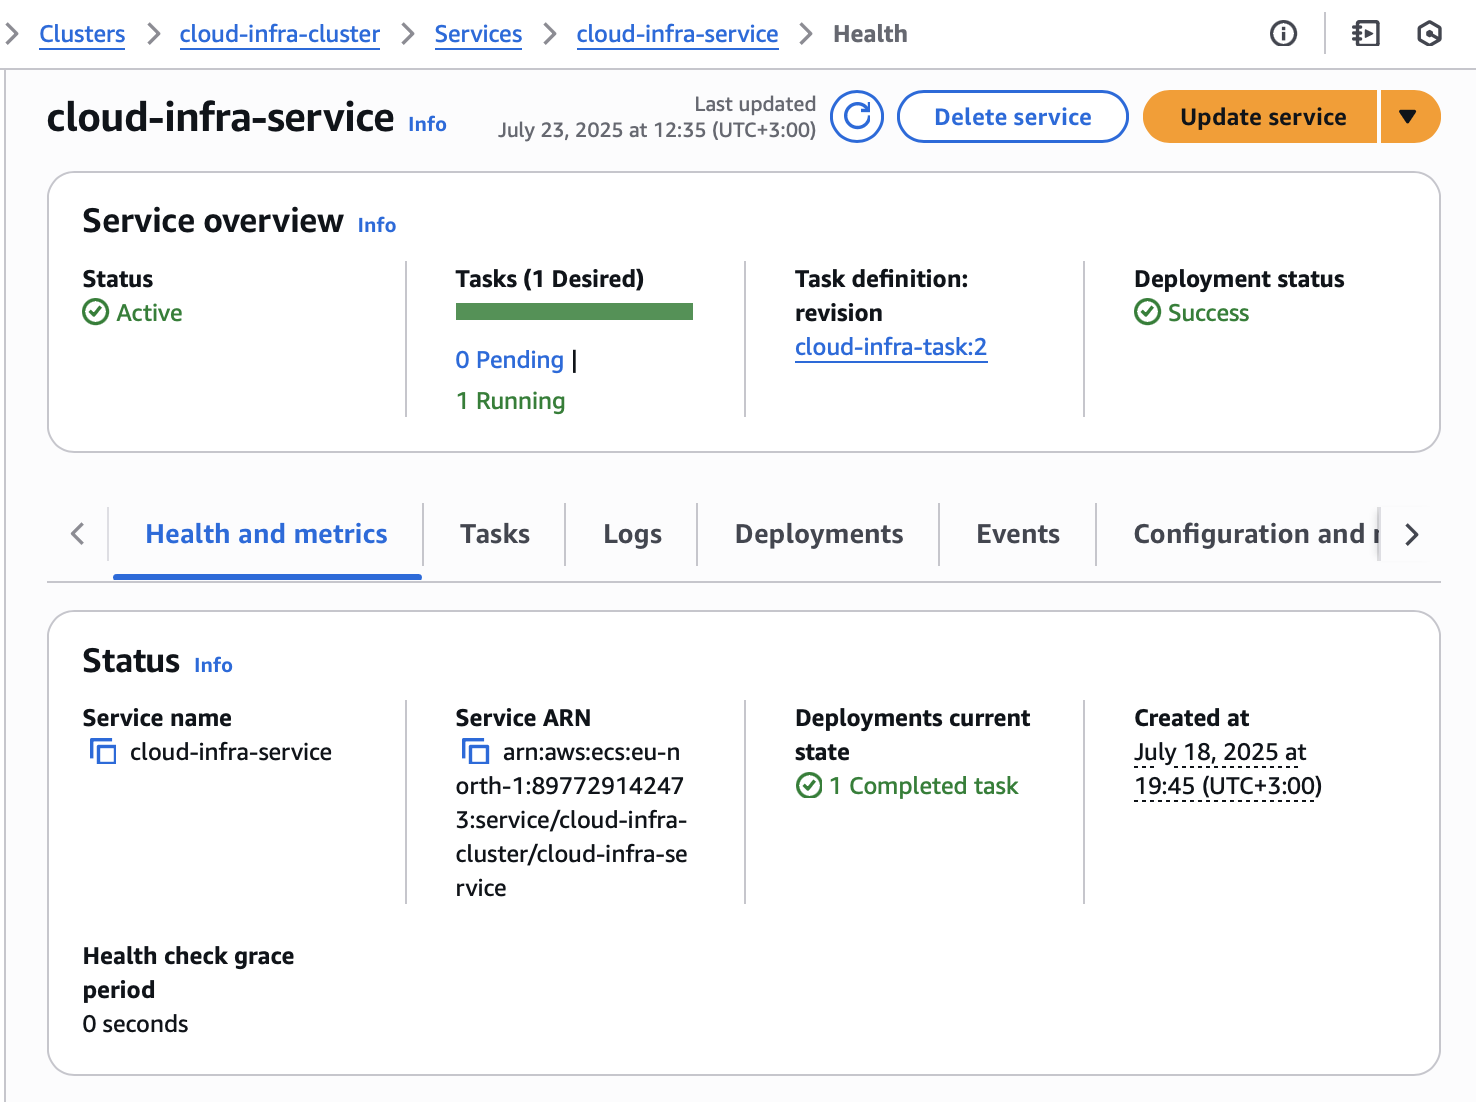 Clusters > cloud-infra-cluster > Services > cloud-infra-service > Health
cloud-infra-service Info
Last updated
July 23, 2025 at 12:35 (UTC+3:00)
Delete service
Update service
Service overview Info
Status
Active
Tasks (1 Desired)
0 Pending |
1 Running
Task definition:
revision
cloud-infra-task:2
Deployment status
Success
Health and metrics
Tasks
Logs
Deployments
Events
Configuration and
Status Info
Service name
cloud-infra-service
Service ARN
arn:aws:ecs:eu-n
orth-1:89772914247
3:service/cloud-infra-
cluster/cloud-infra-se
rvice
Deployments current
state
1 Completed task
Created at
July 18, 2025 at
19:45 (UTC+3:00)
Health check grace
period
0 seconds